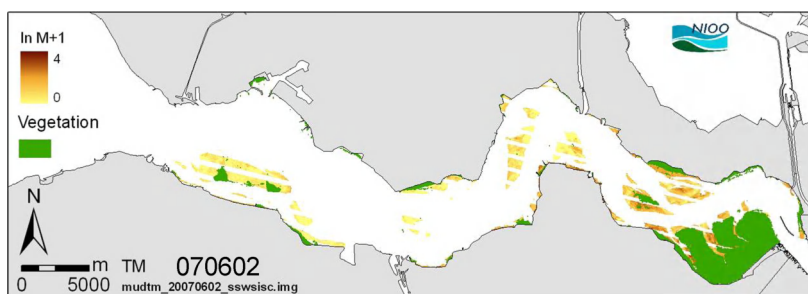 ln M+1
4
0
Vegetation
N
0 5000 m
TM 070602
mudtm_20070602_sswsisc.img
NIOO